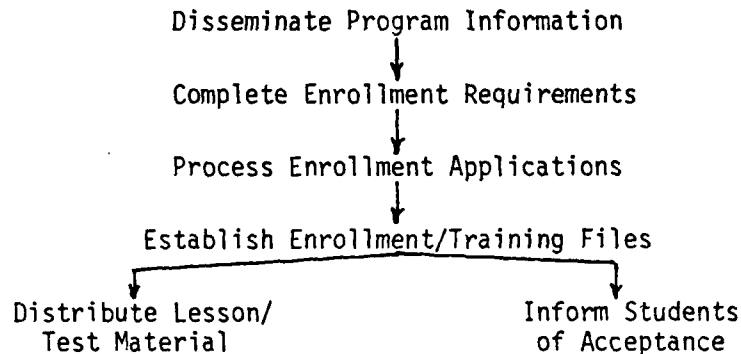 Disseminate Program Information
Complete Enrollment Requirements
Process Enrollment Applications
Establish Enrollment/Training Files
Distribute Lesson/
Test Material
Inform Students
of Acceptance